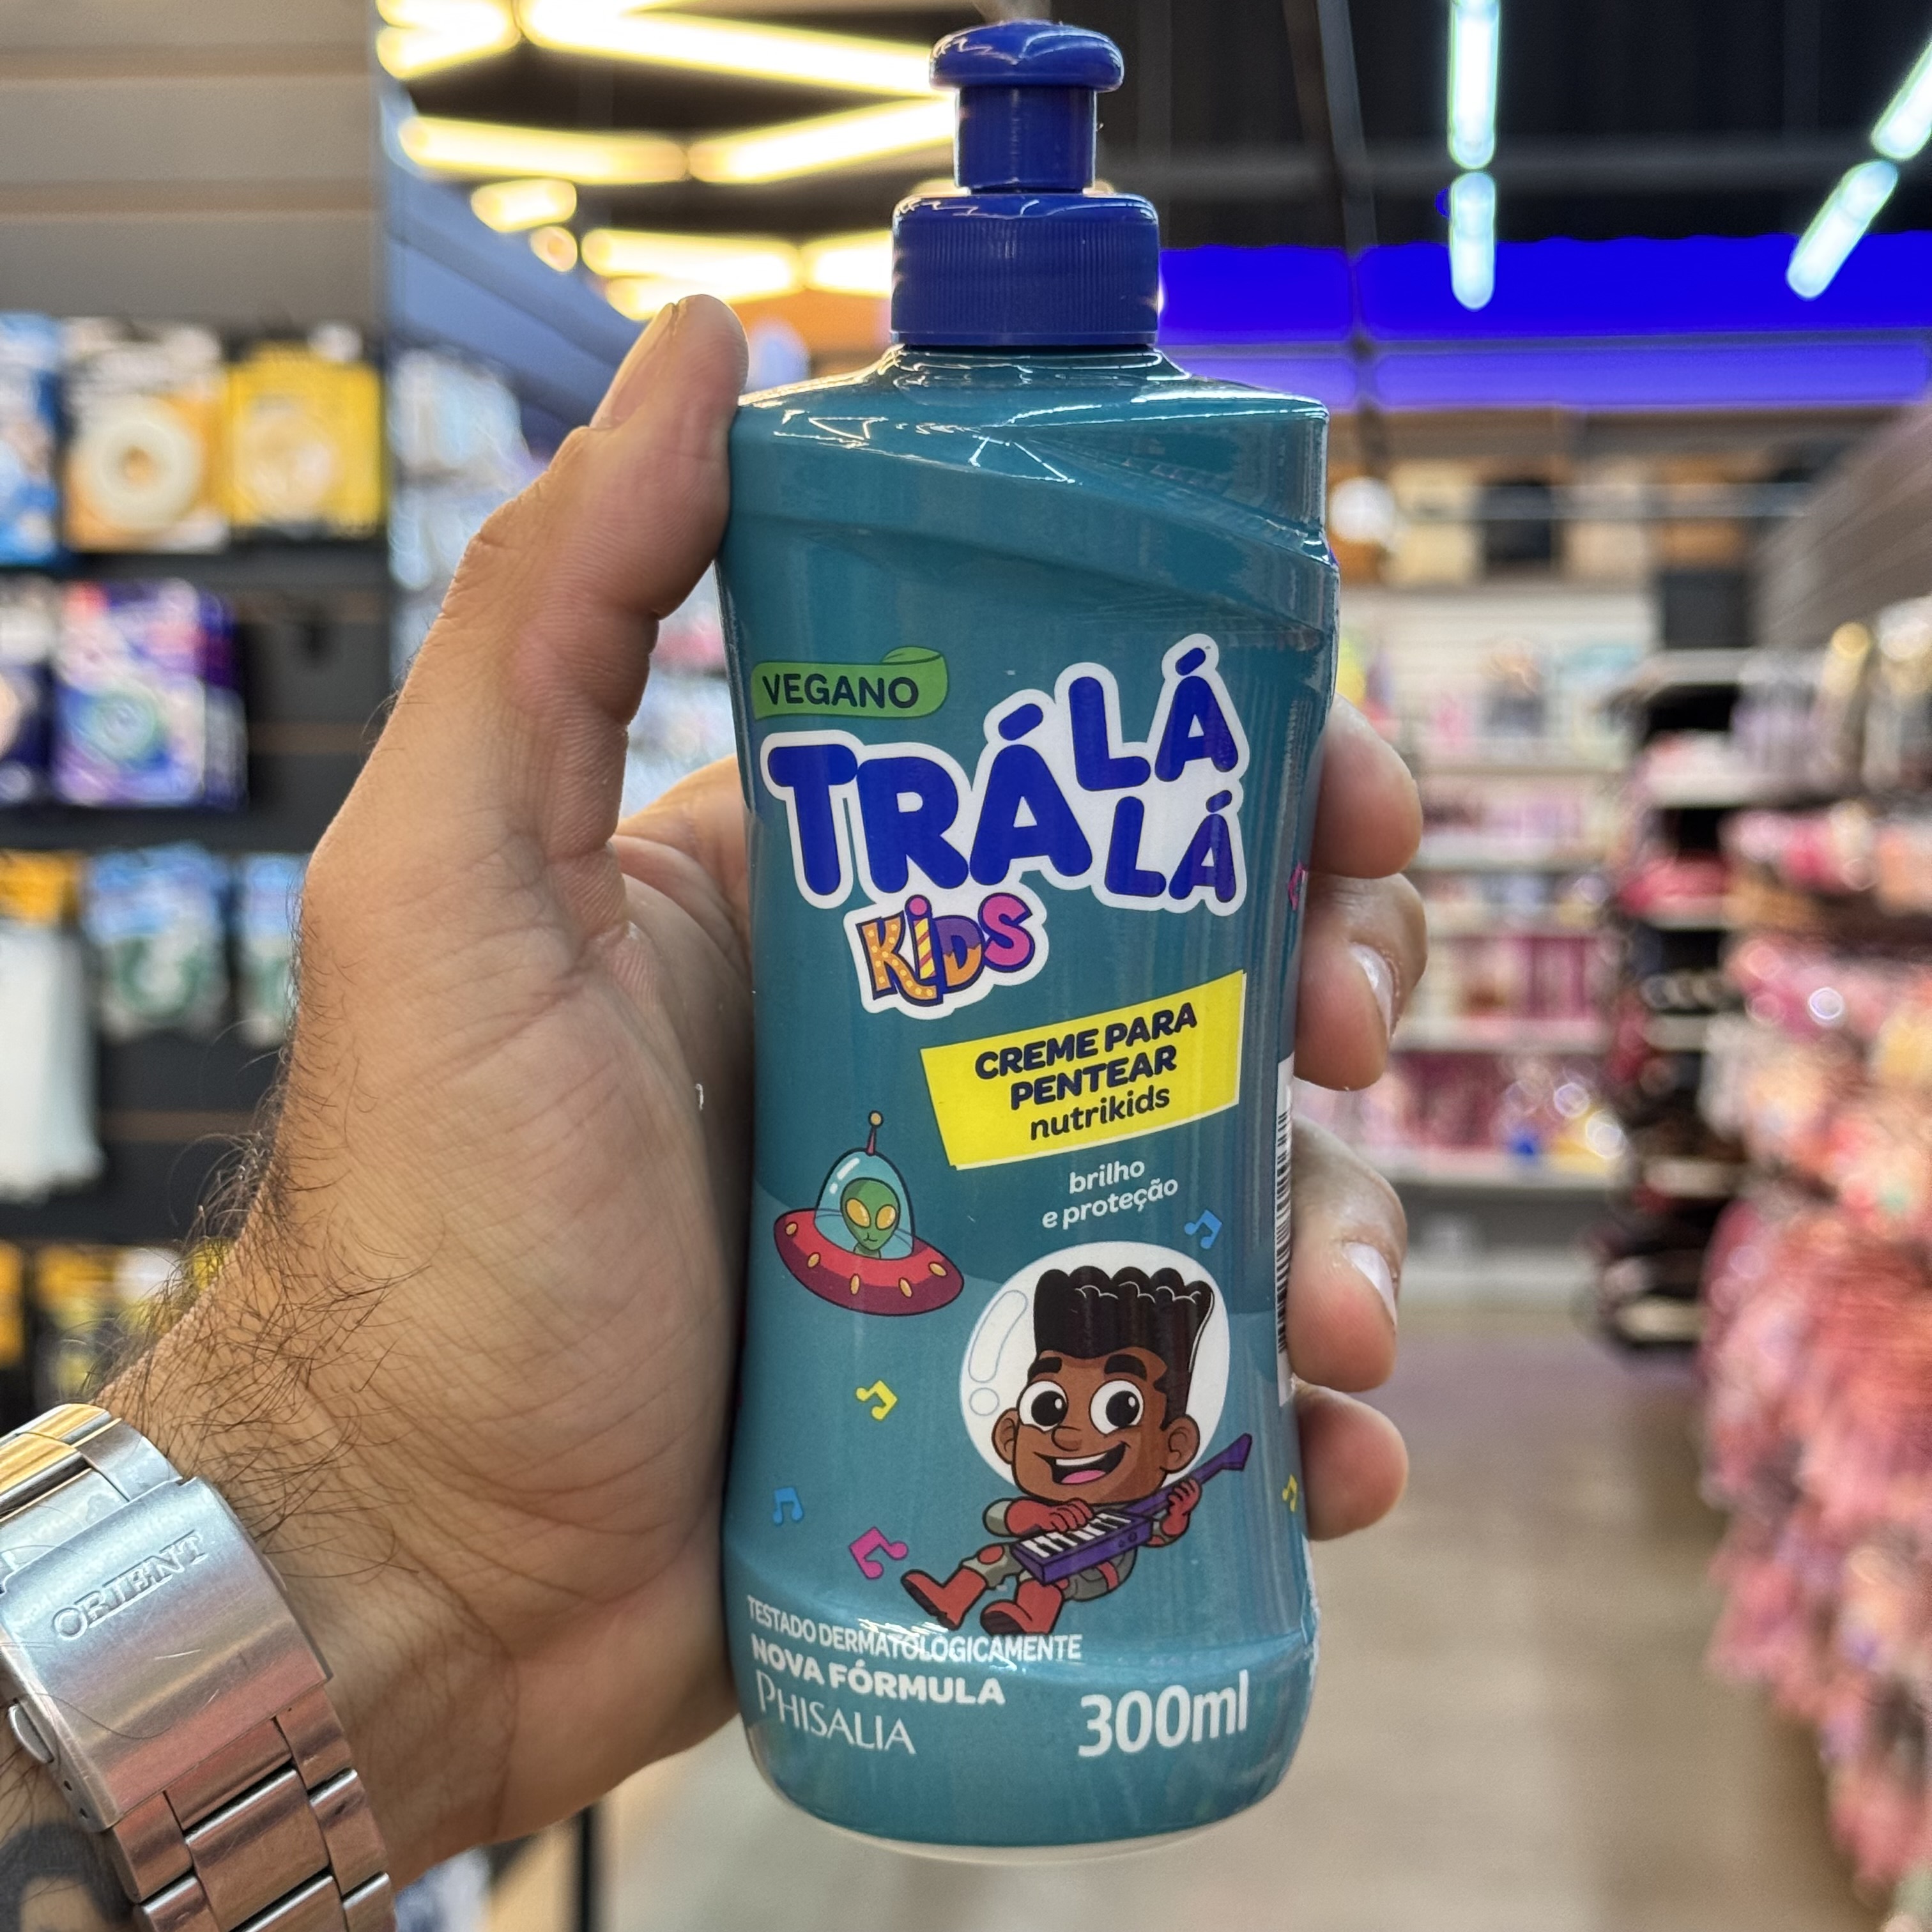 VEGANO
TRÁ LÁ
LÁ
KIDS
CREME PARA
PENTEAR
nutrikids
brilho
e proteção
TESTADO DERMATOLOGICAMENTE
NOVA FÓRMULA
PHISALIA
300ml
ORIENT